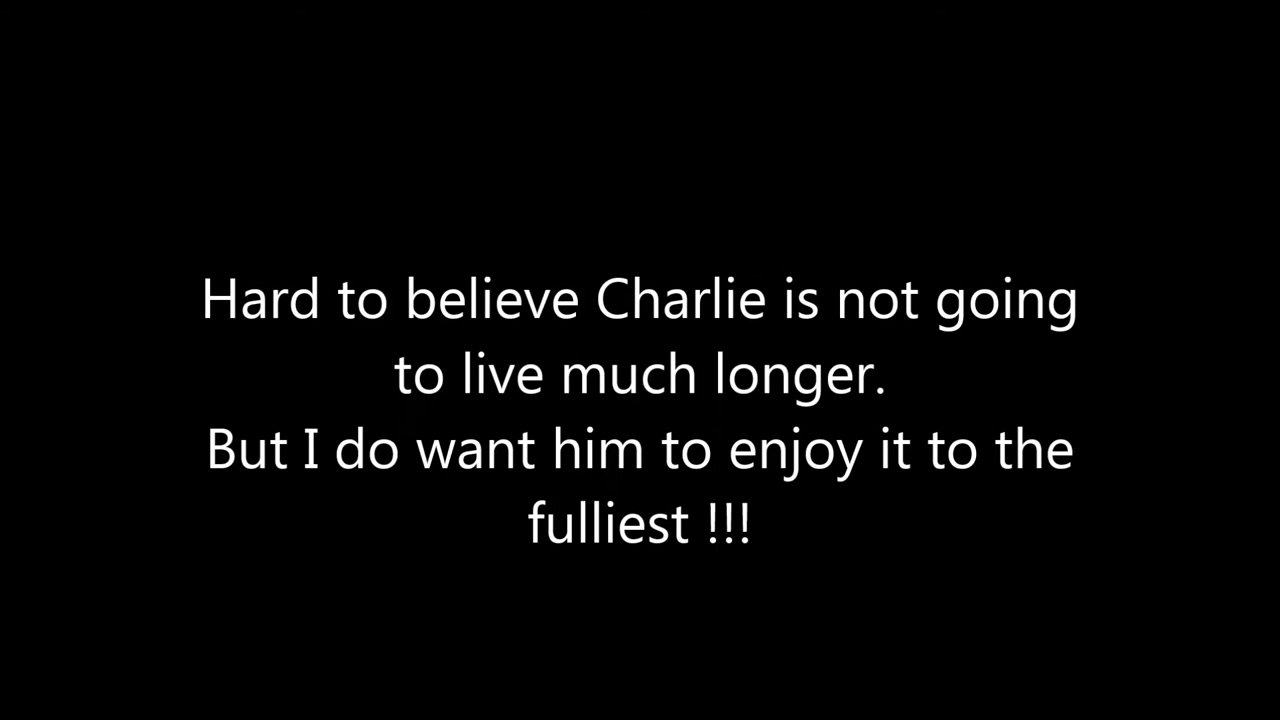 Hard to believe Charlie is not going
to live much longer.
But I do want him to enjoy it to the
fulliest !!!